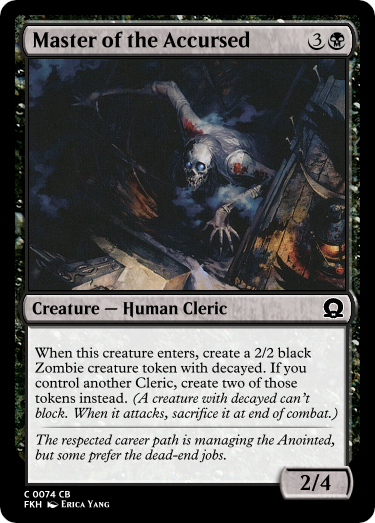 Master of the Accursed 3
Creature — Human Cleric
When this creature enters, create a 2/2 black
Zombie creature token with decayed. If you
control another Cleric, create two of those
tokens instead. (A creature with decayed can't
block. When it attacks, sacrifice it at end of combat.)
The respected career path is managing the Anointed,
but some prefer the dead-end jobs.
2/4
C 0074 CB
FKH Erica Yang